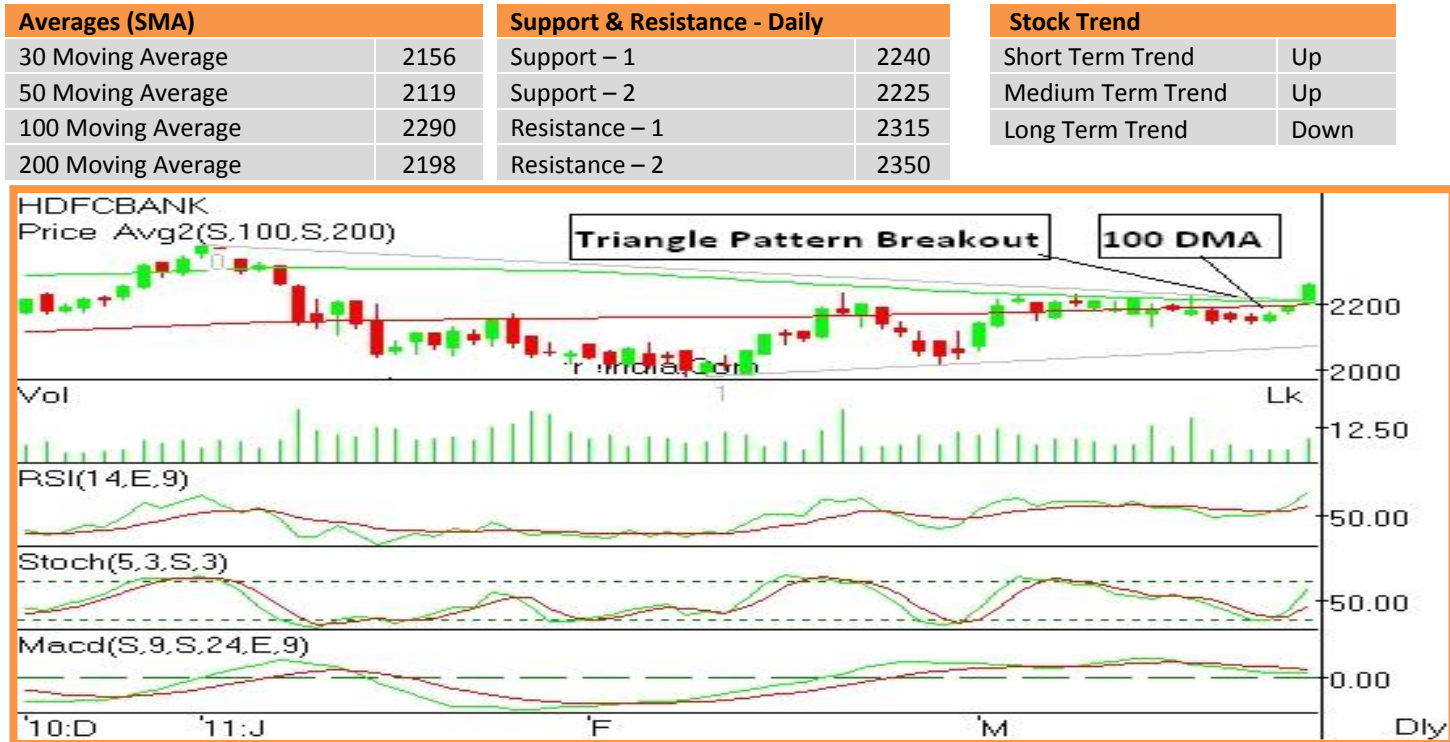 Averages (SMA)
30 Moving Average 2156
50 Moving Average 2119
100 Moving Average 2290
200 Moving Average 2198
Support & Resistance - Daily
Support – 1 2240
Support – 2 2225
Resistance – 1 2315
Resistance – 2 2350
Stock Trend
Short Term Trend Up
Medium Term Trend Up
Long Term Trend Down
HDFCBANK
Price Avg2(S,100,S,200)
Triangle Pattern Breakout
100 DMA
0
2200
2000
1
Vol
Lk
12.50
RSI(14,E,9)
50.00
Stoch(5,3,S,3)
50.00
Macd(S,9,S,24,E,9)
0.00
'10:D '11:J 'F 'M Dly